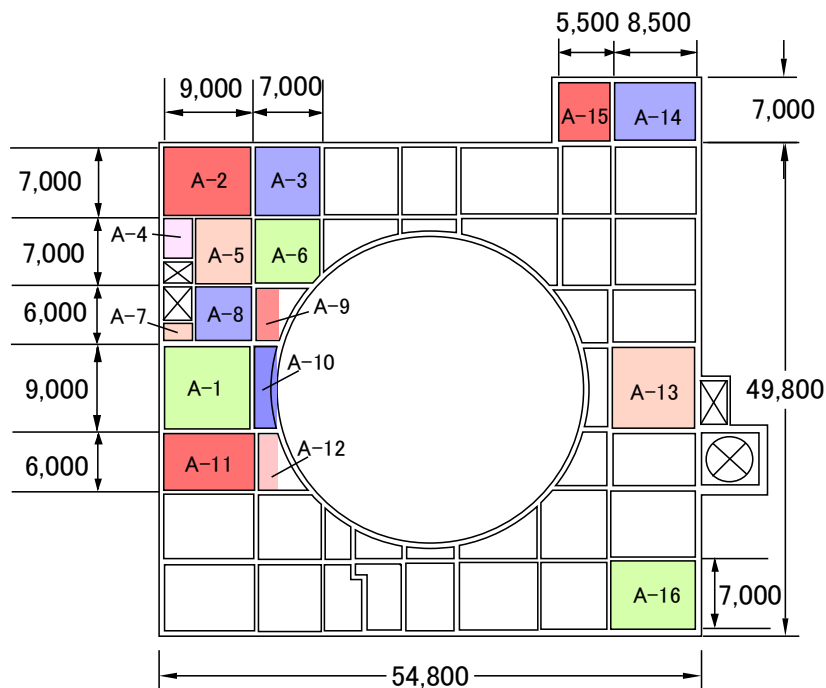 5,500 8,500
9,000 7,000
A-15 A-14 7,000
7,000 A-2 A-3
A-4
7,000 A-5 A-6
6,000 A-7 A-8 A-9
A-10
9,000 A-1 A-13 49,800
A-12
6,000 A-11
A-16 7,000
54,800